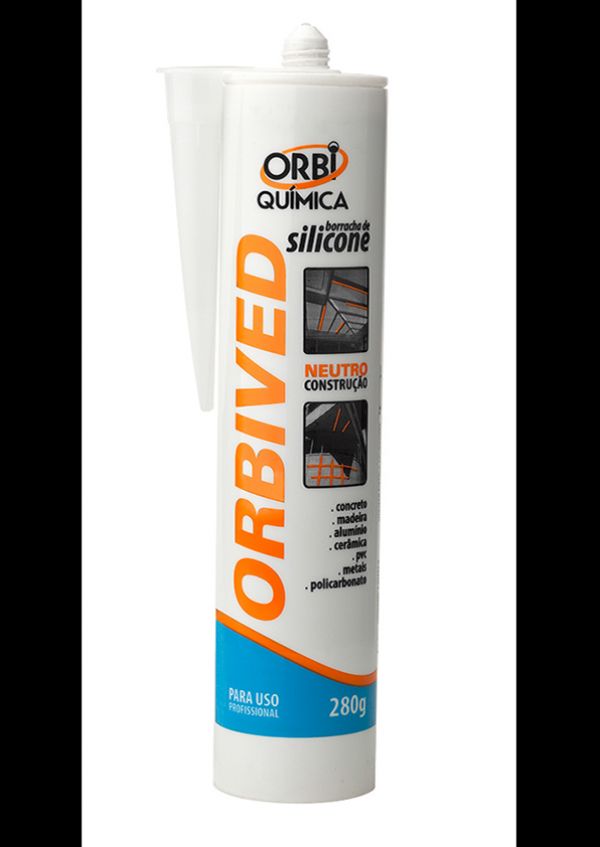 ORBI
QUÍMICA
borracha de
silicone
ORBIVED
NEUTRO
CONSTRUÇÃO
. concreto
. madeira
. alumínio
. cerâmica
. pvc
. metais
. policarbonato
PARA USO
PROFISSIONAL
280g